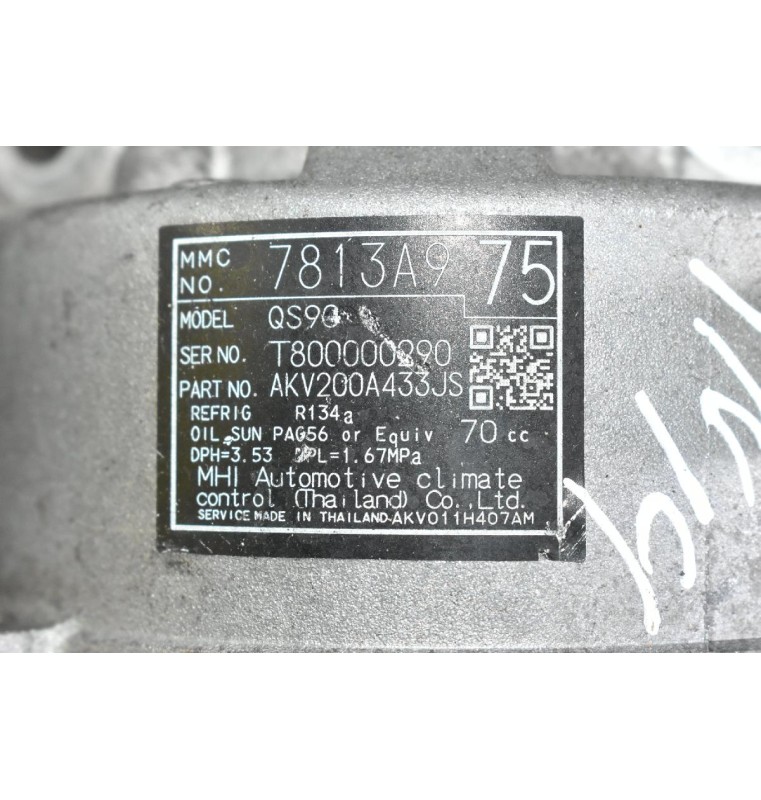 MMC NO. 7813A9 75
MODEL QS90
SER NO. T800000290
PART NO. AKV200A433JS
REFRIG R134a
OIL SUN PAG56 or Equiv 70 cc
DPH=3.53 PL=1.67MPa
MHI Automotive climate
control (Thailand) Co.,Ltd.
SERVICE MADE IN THAILAND-AKV011H407AM